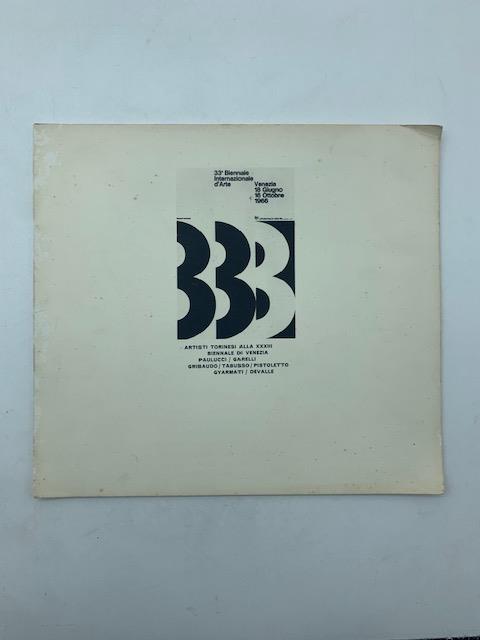 33ᵉ Biennale
Internazionale
d'Arte
Venezia
18 Giugno
16 Ottobre
1966
ARTISTI TORINESI ALLA XXXIII
BIENNALE DI VENEZIA
PAULUCCI / GARELLI
GRIBAUDO / TABUSSO / PISTOLETTO
GYARMATI / DEVALLE